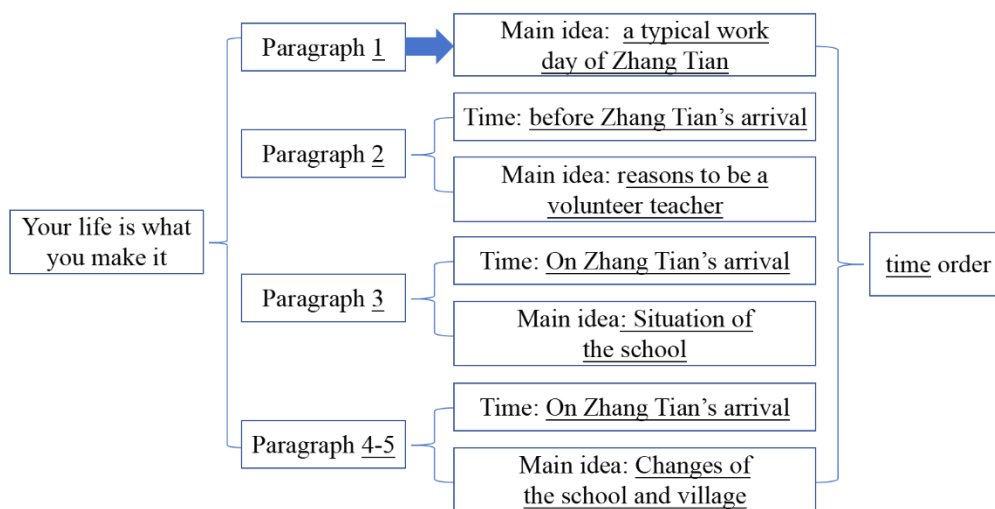 Your life is what
you make it
Paragraph 1
Main idea: a typical work
day of Zhang Tian
Paragraph 2
Time: before Zhang Tian's arrival
Main idea: reasons to be a
volunteer teacher
Paragraph 3
Time: On Zhang Tian's arrival
Main idea: Situation of
the school
Paragraph 4-5
Time: On Zhang Tian's arrival
Main idea: Changes of
the school and village
time order